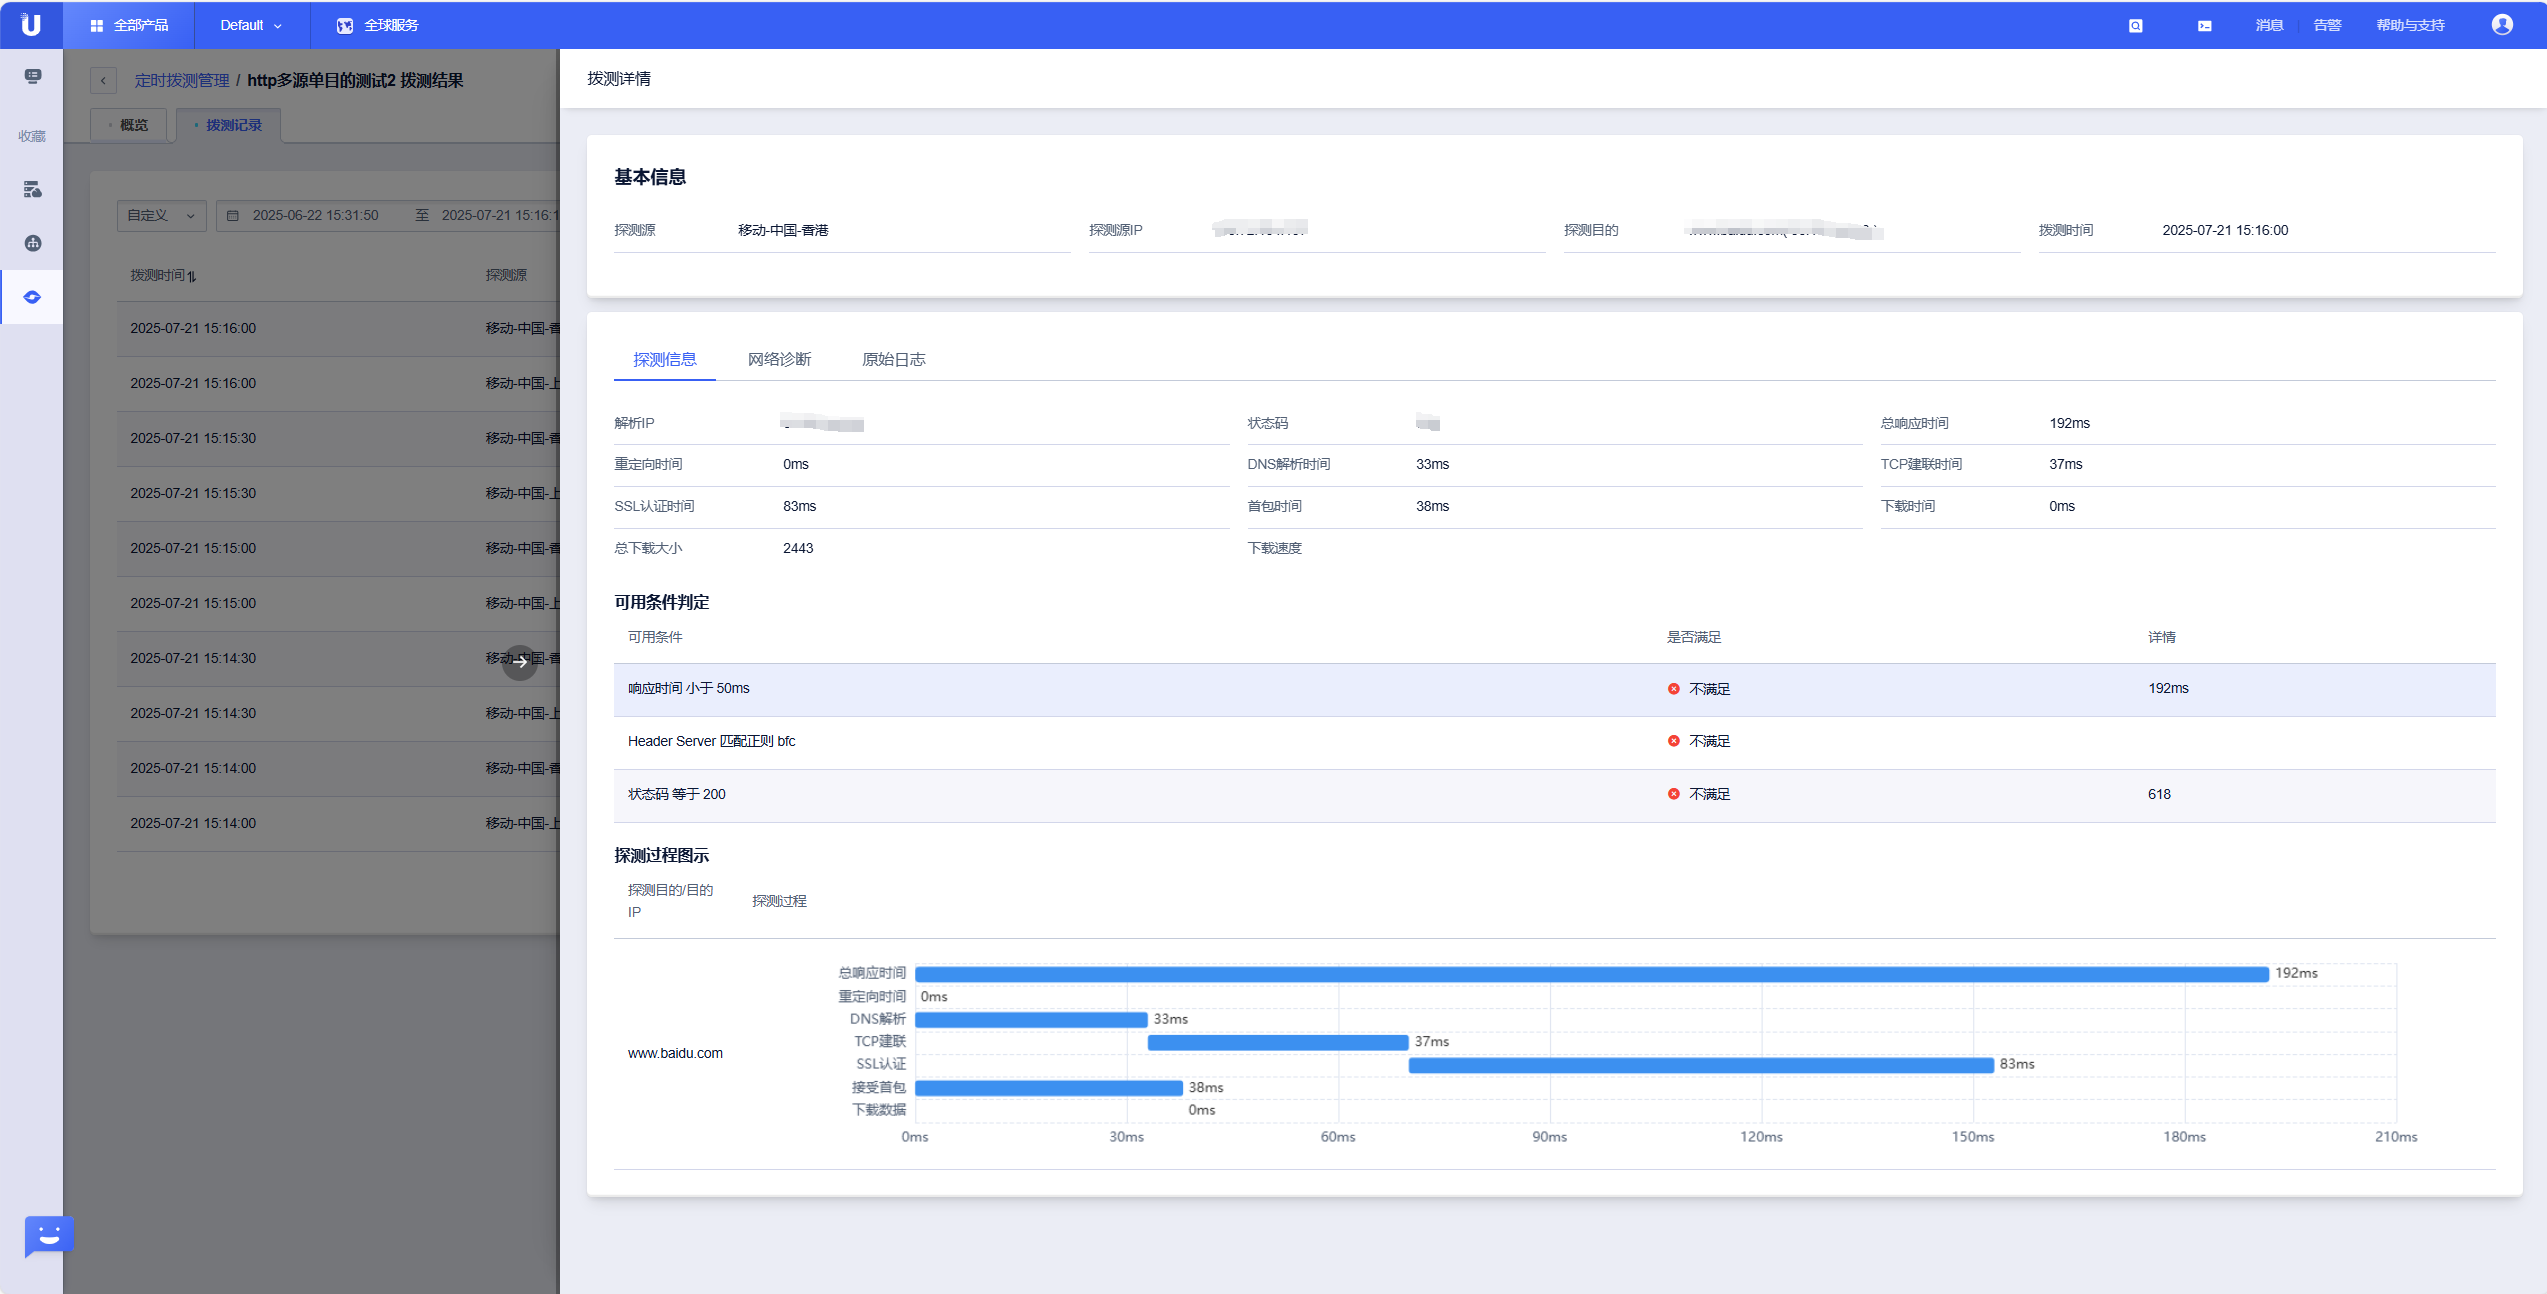 全部产品
Default
全球服务
消息
告警
帮助与支持
收藏
定时拨测管理 / http多源单目的测试2 拨测结果
概览
拨测记录
自定义
2025-06-22 15:31:50 至 2025-07-21 15:16:1
拨测时间 探测源
2025-07-21 15:16:00 移动-中国-香
2025-07-21 15:16:00 移动-中国-上
2025-07-21 15:15:30 移动-中国-香
2025-07-21 15:15:30 移动-中国-上
2025-07-21 15:15:00 移动-中国-香
2025-07-21 15:15:00 移动-中国-上
2025-07-21 15:14:30 移动-中国-香
2025-07-21 15:14:30 移动-中国-上
2025-07-21 15:14:00 移动-中国-香
2025-07-21 15:14:00 移动-中国-上
拨测详情
基本信息
探测源 移动-中国-香港 探测源IP 探测目的 拨测时间 2025-07-21 15:16:00
探测信息 网络诊断 原始日志
解析IP 状态码 总响应时间 192ms
重定向时间 0ms DNS解析时间 33ms TCP建联时间 37ms
SSL认证时间 83ms 首包时间 38ms 下载时间 0ms
总下载大小 2443 下载速度
可用条件判定
可用条件 是否满足 详情
响应时间 小于 50ms 不满足 192ms
Header Server 匹配正则 bfc 不满足
状态码 等于 200 不满足 618
探测过程图示
探测目的/目的
IP
探测过程
www.baidu.com
总响应时间 192ms
重定向时间 0ms
DNS解析 33ms
TCP建联 37ms
SSL认证 83ms
接受首包 38ms
下载数据 0ms
0ms 30ms 60ms 90ms 120ms 150ms 180ms 210ms